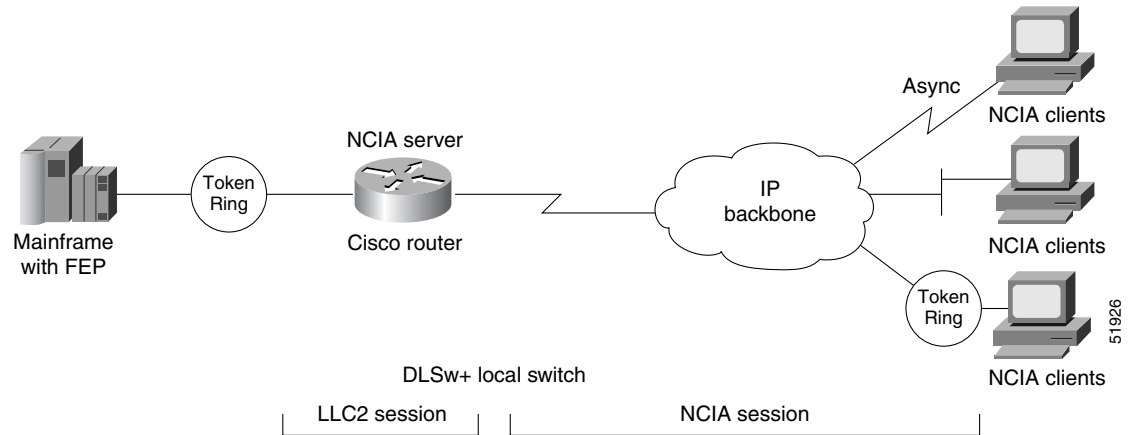 Mainframe
with FEP
Token
Ring
NCIA server
Cisco router
IP
backbone
Async
NCIA clients
NCIA clients
Token
Ring
NCIA clients
51926
DLSw+ local switch
LLC2 session
NCIA session